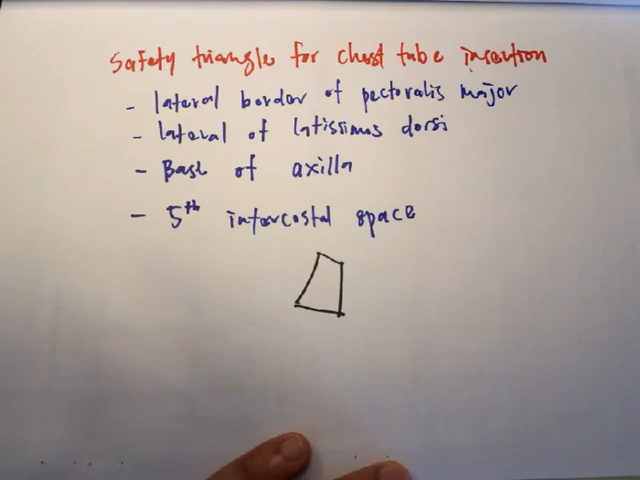 Safety triangle for chest tube insertion
- lateral border of pectoralis major
- lateral of latissimos dorsi
- Base of axilla
- 5th intercostal space